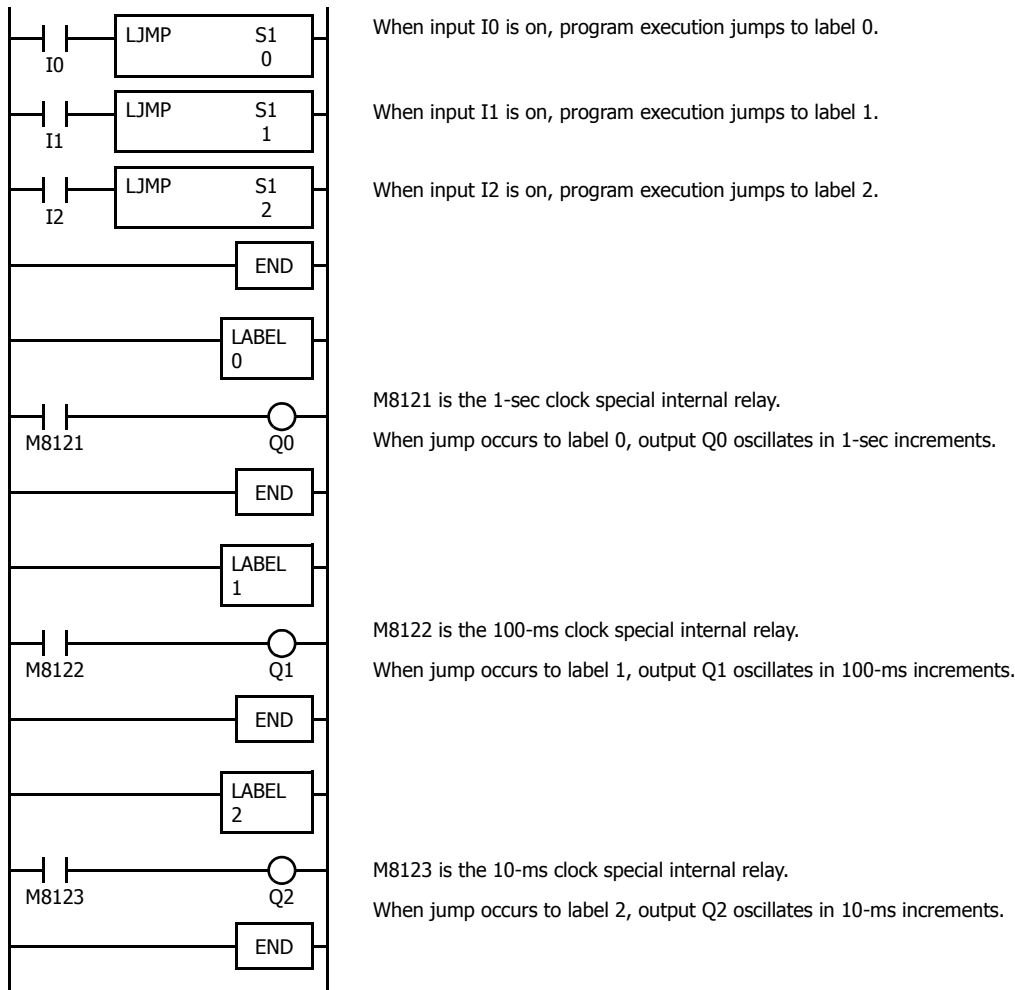 LJMP S1 When input I0 is on, program execution jumps to label 0.
I0 0
LJMP S1 When input I1 is on, program execution jumps to label 1.
I1 1
LJMP S1 When input I2 is on, program execution jumps to label 2.
I2 2
END
LABEL
0
M8121 is the 1-sec clock special internal relay.
M8121 Q0 When jump occurs to label 0, output Q0 oscillates in 1-sec increments.
END
LABEL
1
M8122 is the 100-ms clock special internal relay.
M8122 Q1 When jump occurs to label 1, output Q1 oscillates in 100-ms increments.
END
LABEL
2
M8123 is the 10-ms clock special internal relay.
M8123 Q2 When jump occurs to label 2, output Q2 oscillates in 10-ms increments.
END